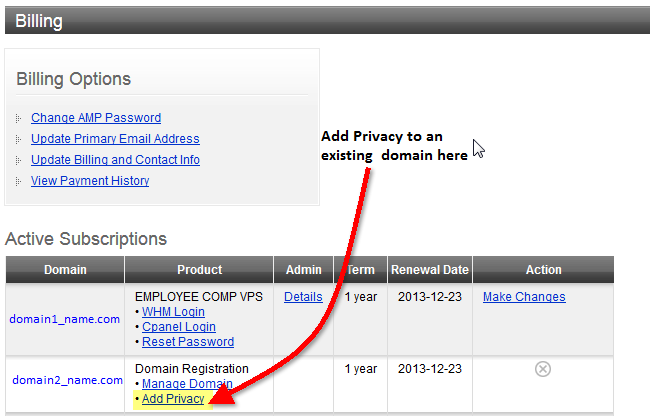 Billing
Billing Options
Change AMP Password
Update Primary Email Address
Update Billing and Contact Info
View Payment History
Add Privacy to an
existing domain here
Active Subscriptions
Domain Product Admin Term Renewal Date Action
domain1_name.com
EMPLOYEE COMP VPS
• WHM Login
• Cpanel Login
• Reset Password
Details
1 year
2013-12-23
Make Changes
domain2_name.com
Domain Registration
• Manage Domain
• Add Privacy
1 year
2013-12-23